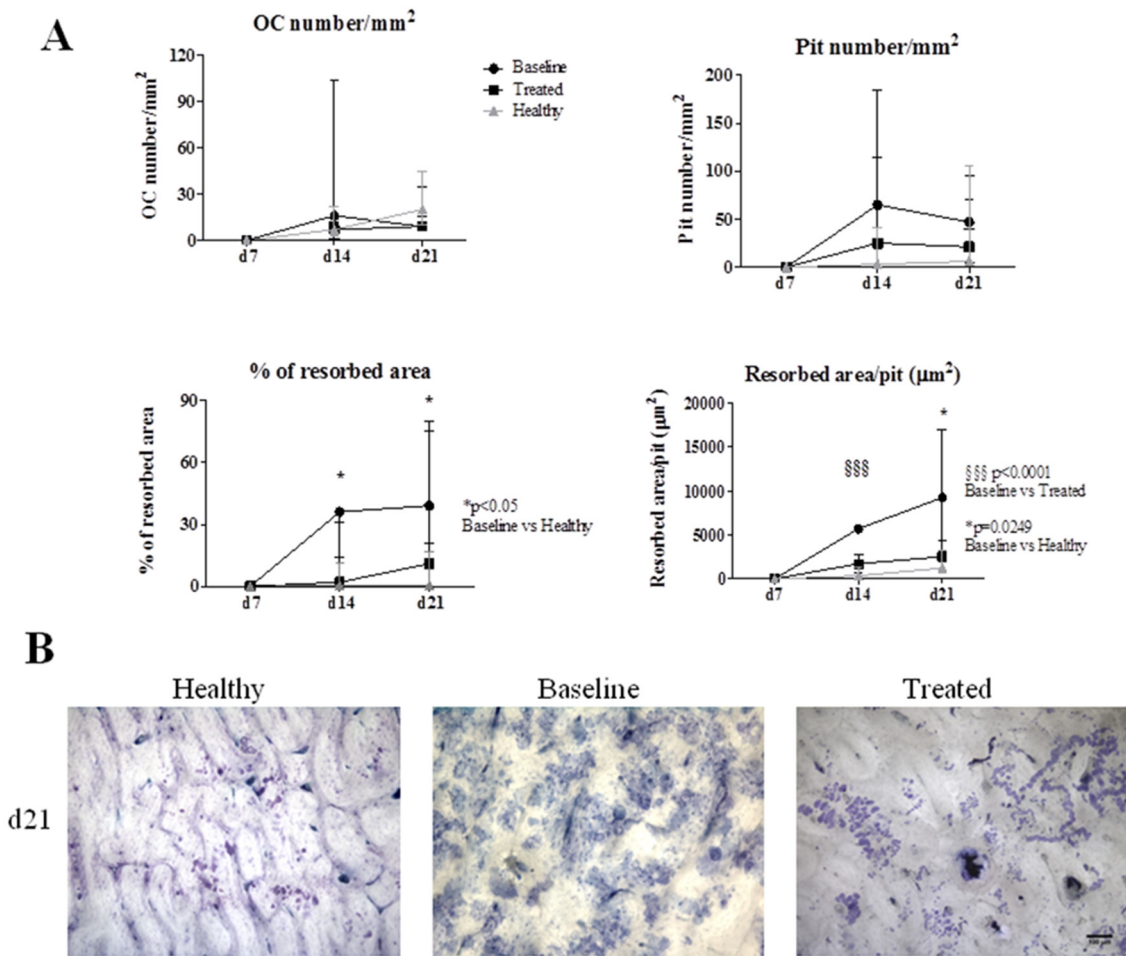 A
OC number/mm²
OC number/mm²
120
90
60
30
0
d7 d14 d21
Baseline
Treated
Healthy
Pit number/mm²
Pit number/mm²
200
150
100
50
0
d7 d14 d21
% of resorbed area
% of resorbed area
90
60
30
0
*
*
d7 d14 d21
*p<0.05
Baseline vs Healthy
Resorbed area/pit (μm²)
Resorbed area/pit (μm²)
20000
15000
10000
5000
0
§§§
*
d7 d14 d21
§§§ p<0.0001
Baseline vs Treated
*p=0.0249
Baseline vs Healthy
B
Healthy Baseline Treated
d21
100 μm